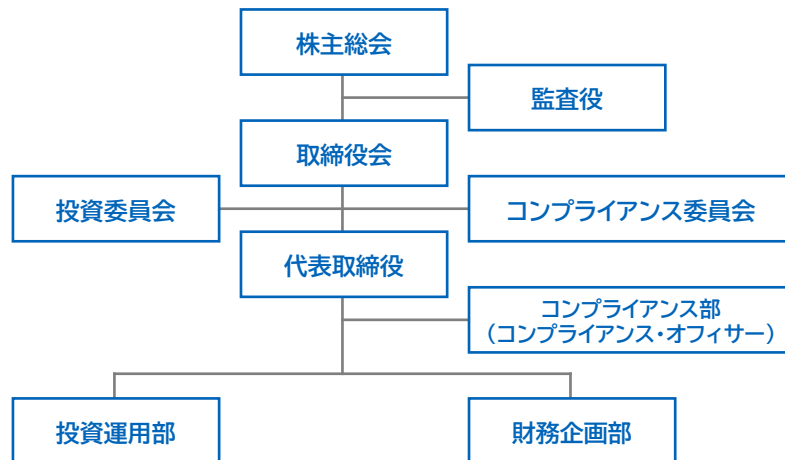 株主総会
監査役
取締役会
投資委員会
コンプライアンス委員会
代表取締役
コンプライアンス部
（コンプライアンス・オフィサー）
投資運用部
財務企画部